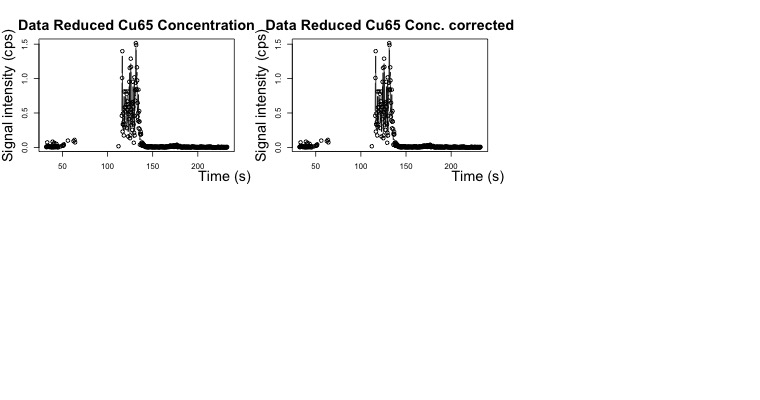 Data Reduced Cu65 Concentration
Signal intensity (cps)
1.5
1.0
0.5
0.0
50 100 150 200
Time (s)
Data Reduced Cu65 Conc. corrected
Signal intensity (cps)
1.5
1.0
0.5
0.0
50 100 150 200
Time (s)